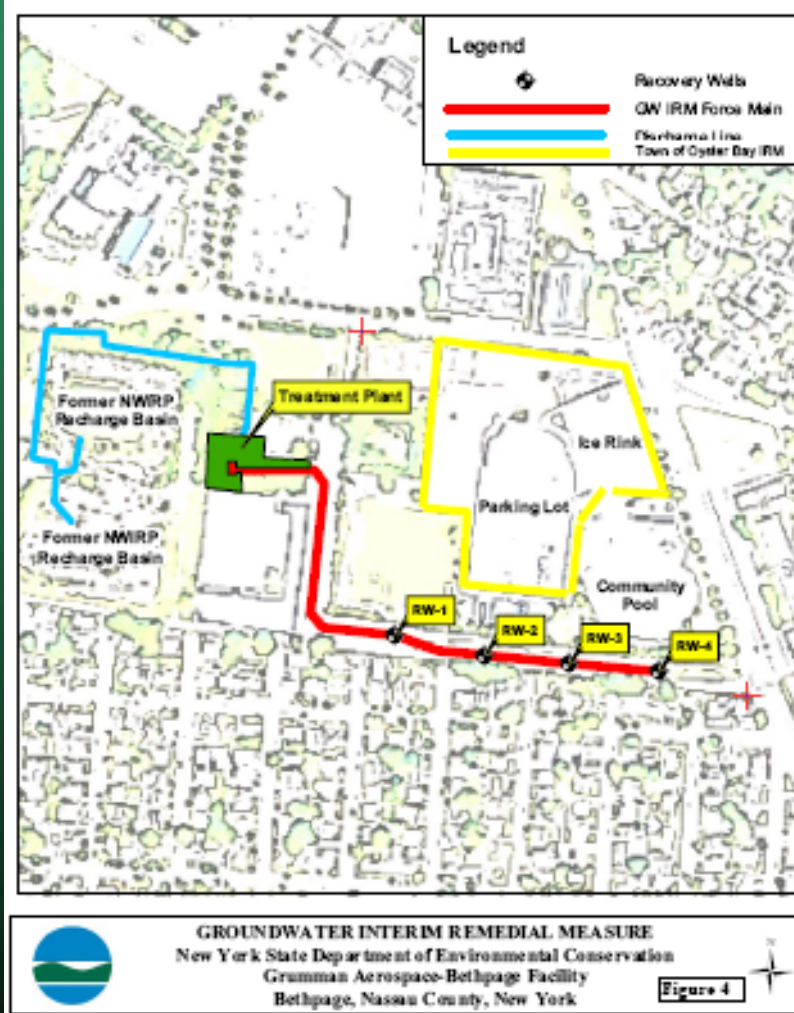 Legend
Recovery Wells
GW IRM Force Main
Discharge Line
Town of Oyster Bay IRM
Former NWIRP
Recharge Basin
Treatment Plant
Ice Rink
Parking Lot
Former NWIRP
Recharge Basin
Community
Pool
RW-1
RW-2
RW-3
RW-4
GROUNDWATER INTERIM REMEDIAL MEASURE
New York State Department of Environmental Conservation
Grumman Aerospace-Bethpage Facility
Bethpage, Nassau County, New York
Figure 4
N